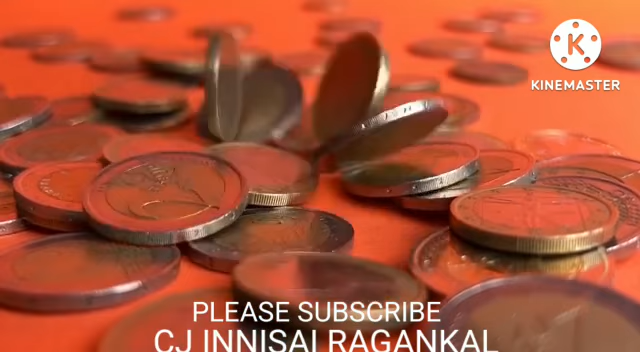 KINEMASTER
PLEASE SUBSCRIBE
CJ INNISAI RAGANKAL